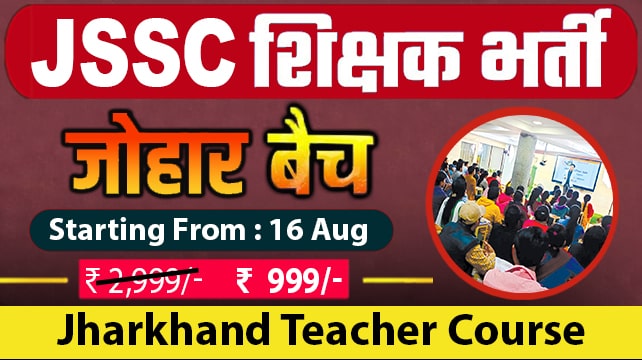 JSSC शिक्षक भर्ती
जोहार बैच
Starting From : 16 Aug
₹ 2,999/- ₹ 999/-
Jharkhand Teacher Course